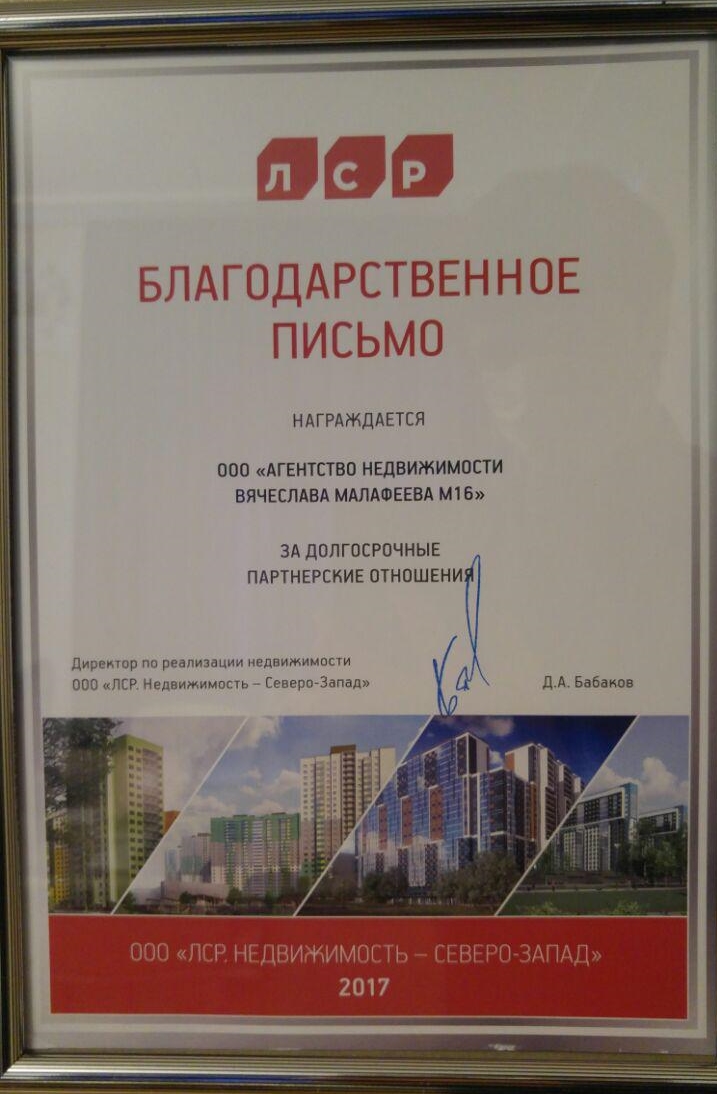 ЛСР
БЛАГОДАРСТВЕННОЕ
ПИСЬМО
НАГРАЖДАЕТСЯ
ООО «АГЕНТСТВО НЕДВИЖИМОСТИ
ВЯЧЕСЛАВА МАЛАФЕЕВА М16»
ЗА ДОЛГОСРОЧНЫЕ
ПАРТНЕРСКИЕ ОТНОШЕНИЯ
Директор по реализации недвижимости
ООО «ЛСР. Недвижимость – Северо-Запад»
Д.А. Бабаков
ООО «ЛСР. НЕДВИЖИМОСТЬ – СЕВЕРО-ЗАПАД»
2017